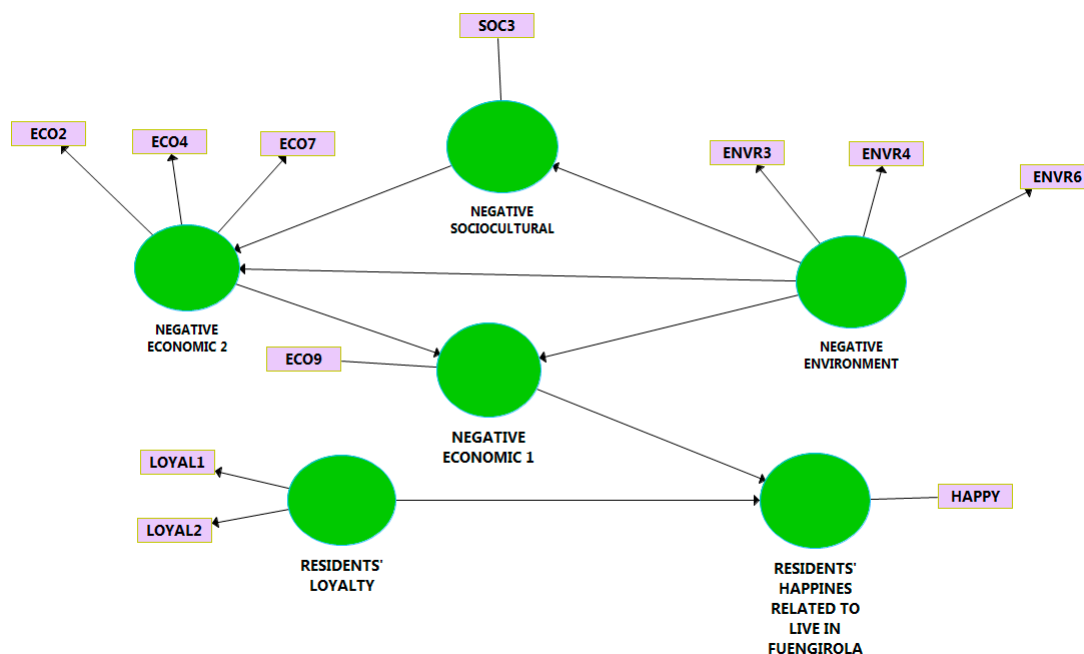 SOC3
ECO2
ECO4
ECO7
ENVR3
ENVR4
ENVR6
NEGATIVE
SOCIOCULTURAL
NEGATIVE
ECONOMIC 2
NEGATIVE
ENVIRONMENT
ECO9
NEGATIVE
ECONOMIC 1
LOYAL1
LOYAL2
HAPPY
RESIDENTS'
LOYALTY
RESIDENTS'
HAPPINES
RELATED TO
LIVE IN
FUENGIROLA